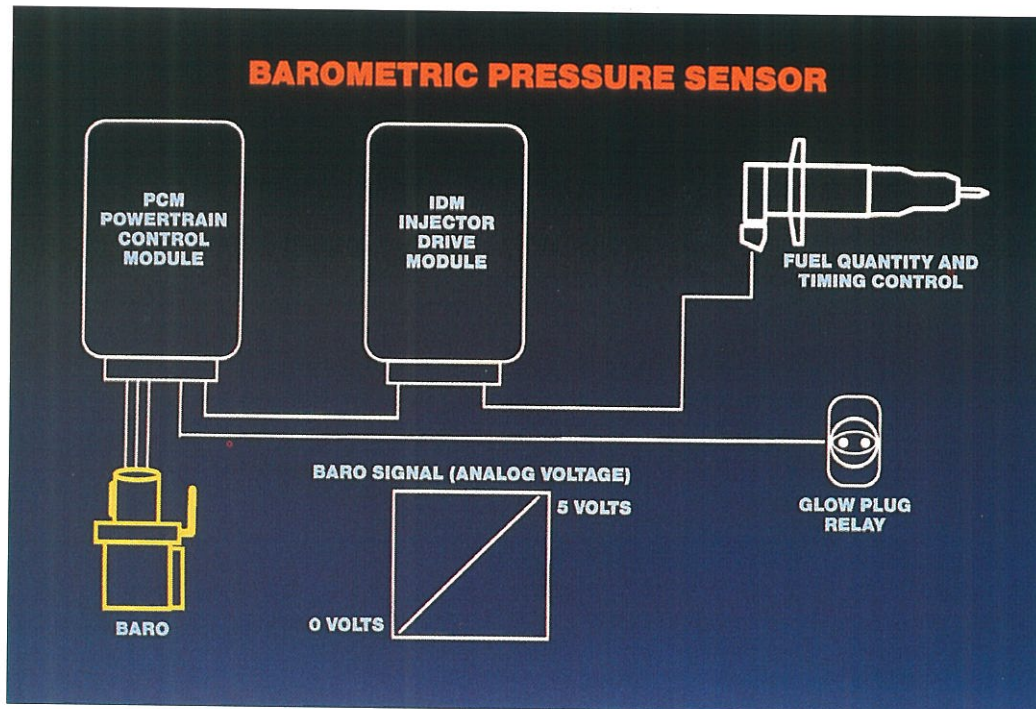 BAROMETRIC PRESSURE SENSOR
PCM
POWERTRAIN
CONTROL
MODULE
IDM
INJECTOR
DRIVE
MODULE
FUEL QUANTITY AND
TIMING CONTROL
BARO SIGNAL (ANALOG VOLTAGE)
5 VOLTS
0 VOLTS
GLOW PLUG
RELAY
BARO